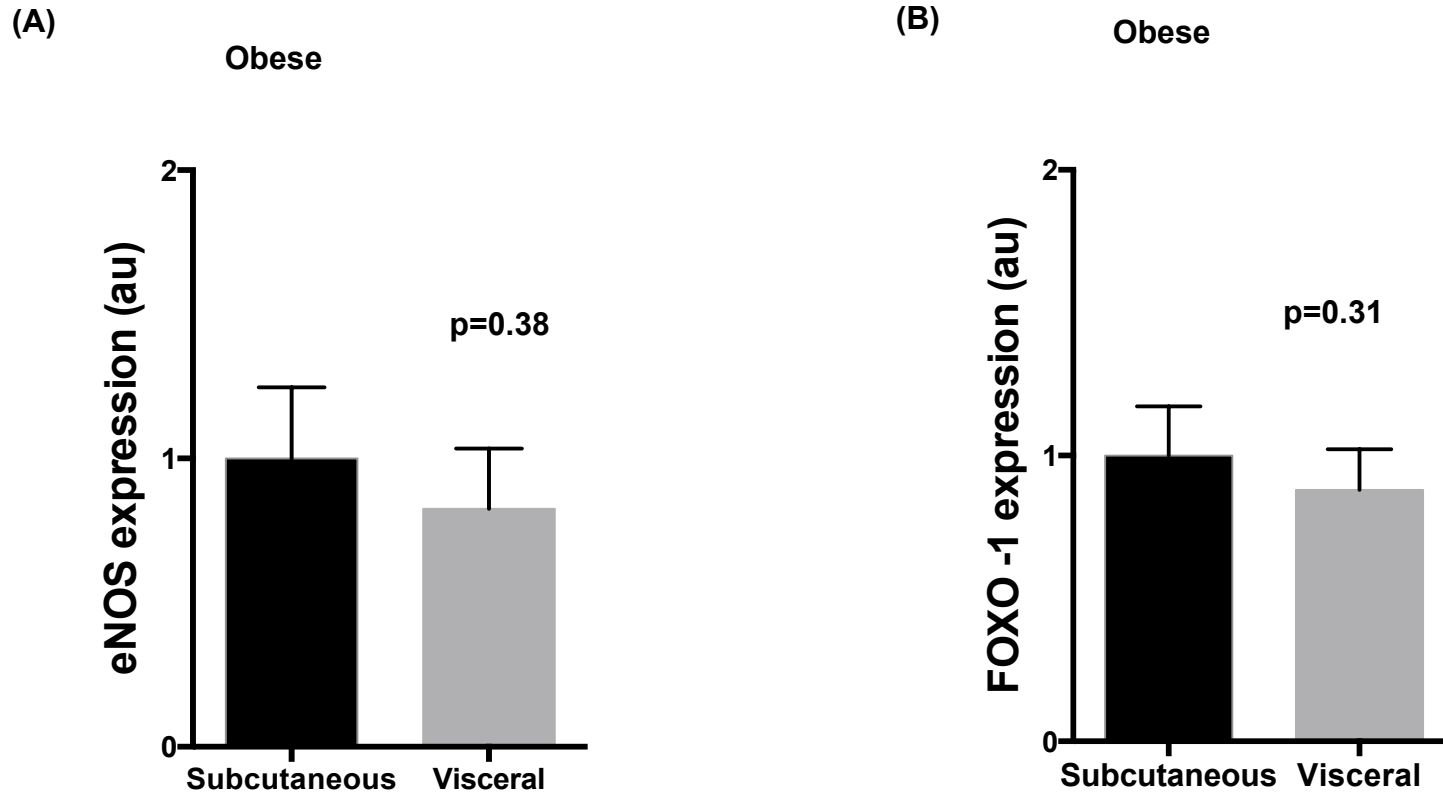 (A)
Obese
eNOS expression (au)
2
1
0
p=0.38
Subcutaneous Visceral
(B)
Obese
FOXO -1 expression (au)
2
1
0
p=0.31
Subcutaneous Visceral